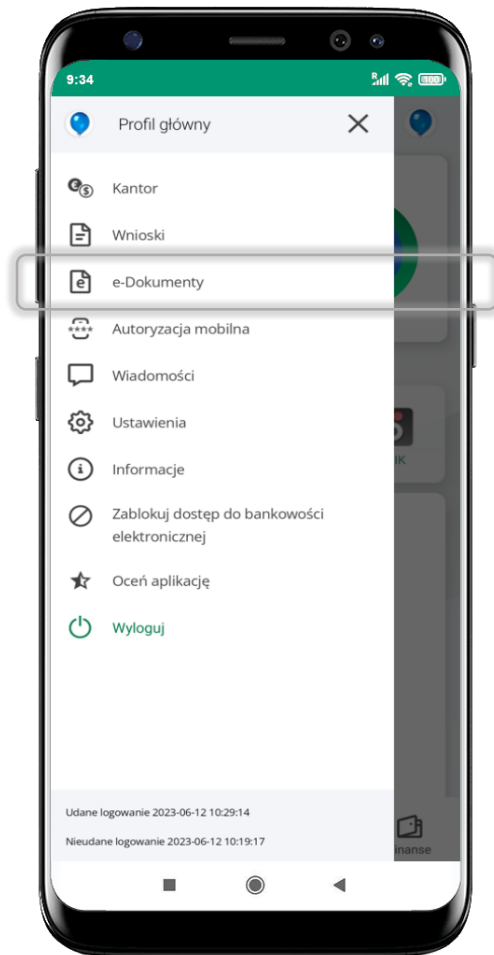 9:34
Profil główny
Kantor
Wnioski
e-Dokumenty
Autoryzacja mobilna
Wiadomości
Ustawienia
Informacje
Zablokuj dostęp do bankowości
elektronicznej
Oceń aplikację
Wyloguj
Udane logowanie 2023-06-12 10:29:14
Nieudane logowanie 2023-06-12 10:19:17
inanse